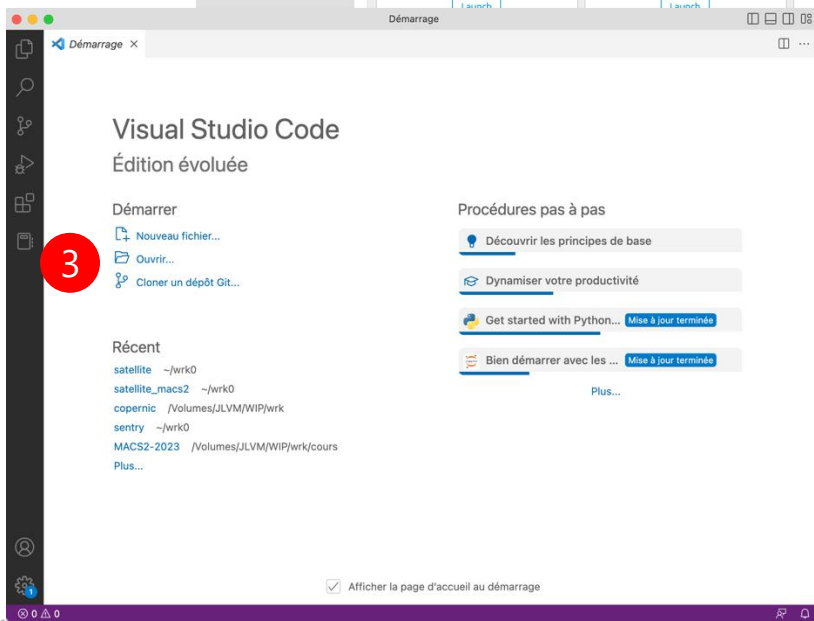 Launch
Launch
Démarrage
Démarrage
Visual Studio Code
Édition évoluée
Démarrer
Nouveau fichier...
Ouvrir...
Cloner un dépôt Git...
3
Récent
satellite ~/wrk0
satellite_macs2 ~/wrk0
copernic /Volumes/JLVM/WIP/wrk
sentry ~/wrk0
MACS2-2023 /Volumes/JLVM/WIP/wrk/cours
Plus...
Procédures pas à pas
Découvrir les principes de base
Dynamiser votre productivité
Get started with Python... Mise à jour terminée
Bien démarrer avec les ... Mise à jour terminée
Plus...
Afficher la page d'accueil au démarrage
1
0 0